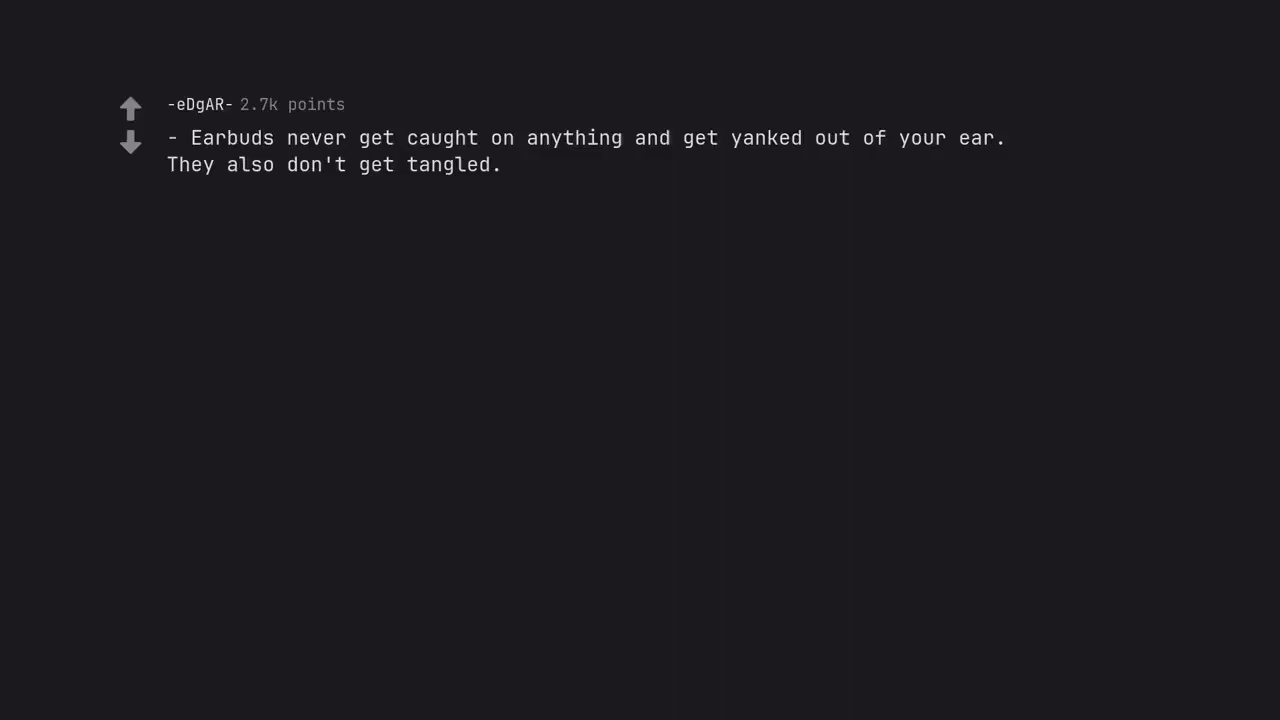 -eDgAR- 2.7k points
- Earbuds never get caught on anything and get yanked out of your ear.
They also don't get tangled.